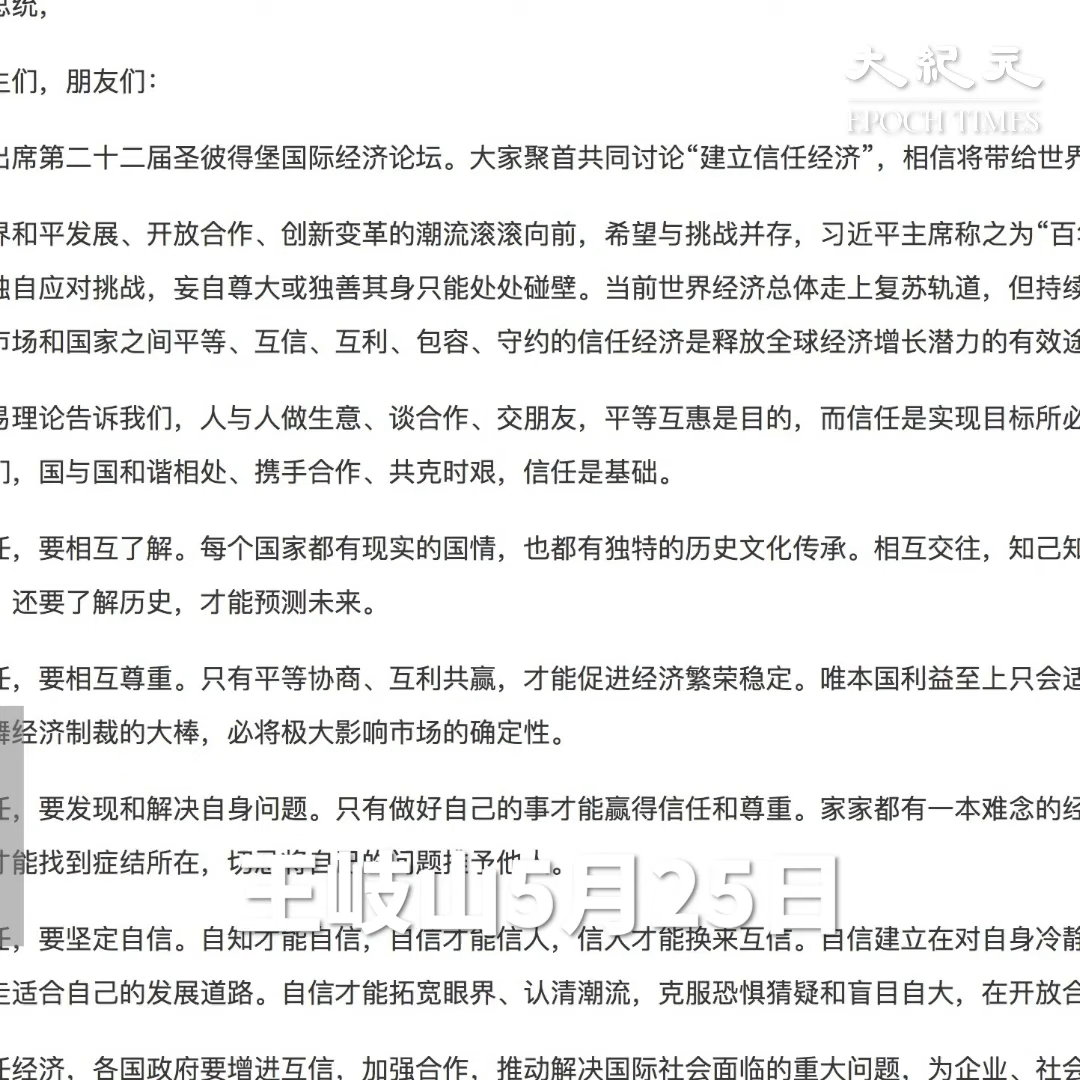 总统，
生们，朋友们：
大紀元
EPOCH TIMES
出席第二十二届圣彼得堡国际经济论坛。大家聚首共同讨论“建立信任经济”，相信将带给世界
界和平发展、开放合作、创新变革的潮流滚滚向前，希望与挑战并存，习近平主席称之为“百年
独自应对挑战，妄自尊大或独善其身只能处处碰壁。当前世界经济总体走上复苏轨道，但持续
市场和国家之间平等、互信、互利、包容、守约的信任经济是释放全球经济增长潜力的有效途
易理论告诉我们，人与人做生意、谈合作、交朋友，平等互惠是目的，而信任是实现目标所必
们，国与国和谐相处、携手合作、共克时艰，信任是基础。
任，要相互了解。每个国家都有现实的国情，也都有独特的历史文化传承。相互交往，知己知
还要了解历史，才能预测未来。
任，要相互尊重。只有平等协商、互利共赢，才能促进经济繁荣稳定。唯本国利益至上只会适
舞经济制裁的大棒，必将极大影响市场的确定性。
任，要发现和解决自身问题。只有做好自己的事才能赢得信任和尊重。家家都有一本难念的经
才能找到症结所在，切忌将自己的问题推予他人。
王岐山5月25日
任，要坚定自信。自知才能自信，自信才能信人，信人才能换来互信。自信建立在对自身冷静
走适合自己的发展道路。自信才能拓宽眼界、认清潮流，克服恐惧猜疑和盲目自大，在开放合
任经济，各国政府要增进互信，加强合作，推动解决国际社会面临的重大问题，为企业、社会